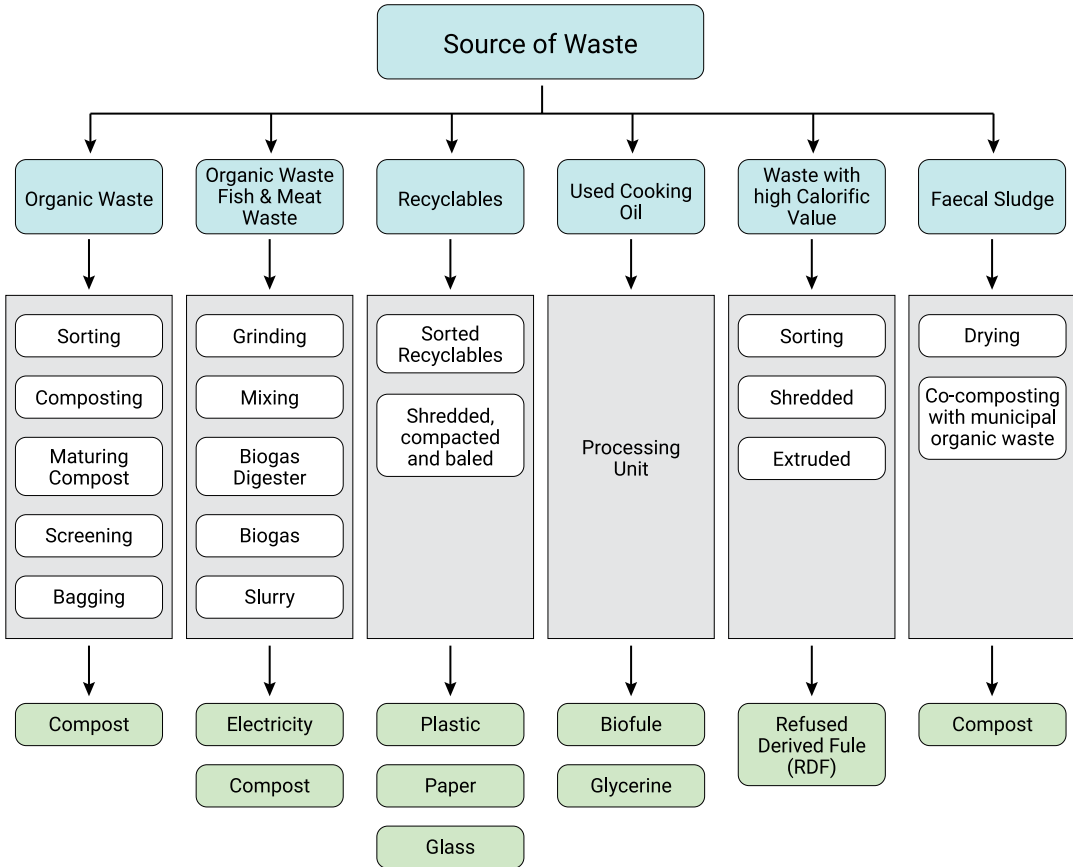 Source of Waste
Organic Waste
Organic Waste
Fish & Meat
Waste
Recyclables
Used Cooking
Oil
Waste with
high Calorific
Value
Faecal Sludge
Sorting
Composting
Maturing
Compost
Screening
Bagging
Grinding
Mixing
Biogas
Digester
Biogas
Slurry
Sorted
Recyclables
Shredded,
compacted
and baled
Processing
Unit
Sorting
Shredded
Extruded
Drying
Co-composting
with municipal
organic waste
Compost
Electricity
Compost
Plastic
Paper
Glass
Biofule
Glycerine
Refused
Derived Fule
(RDF)
Compost